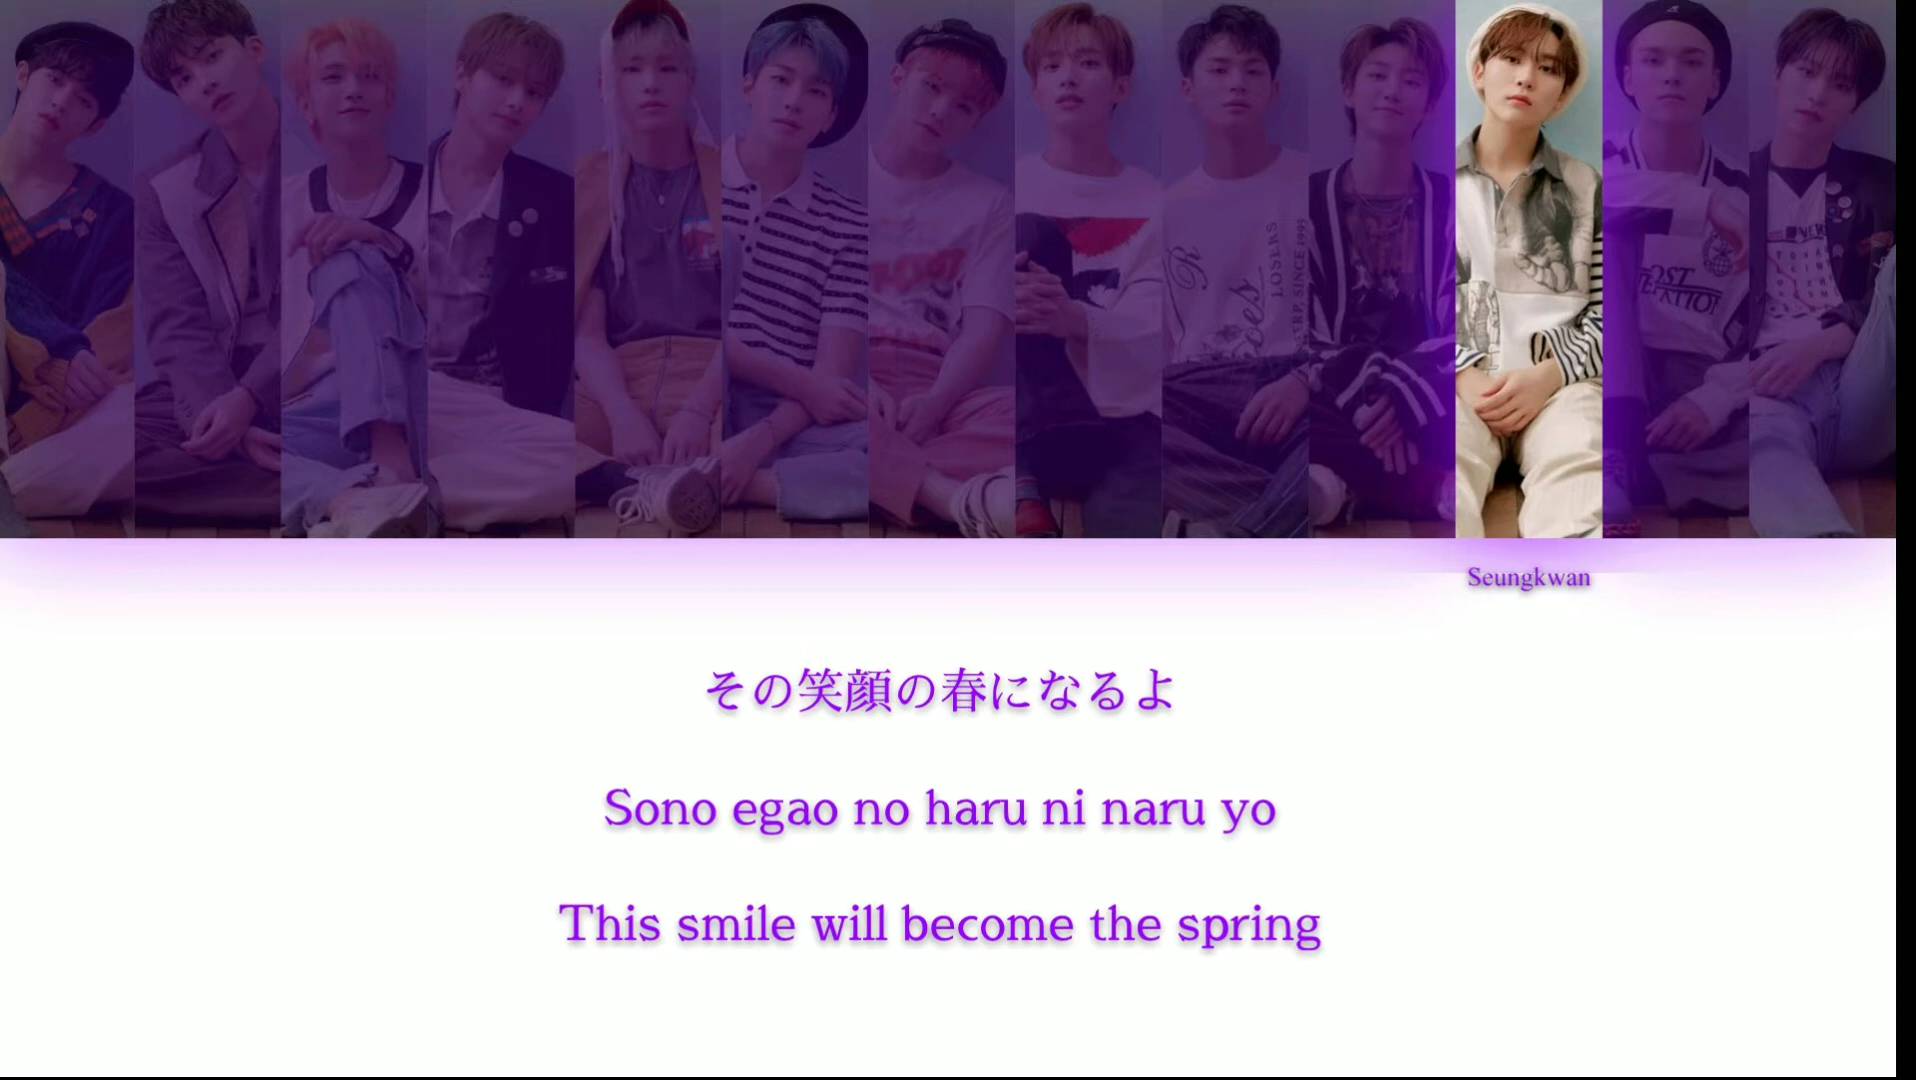 LOSERS
Seungkwan
その笑顔の春になるよ
Sono egao no haru ni naru yo
This smile will become the spring